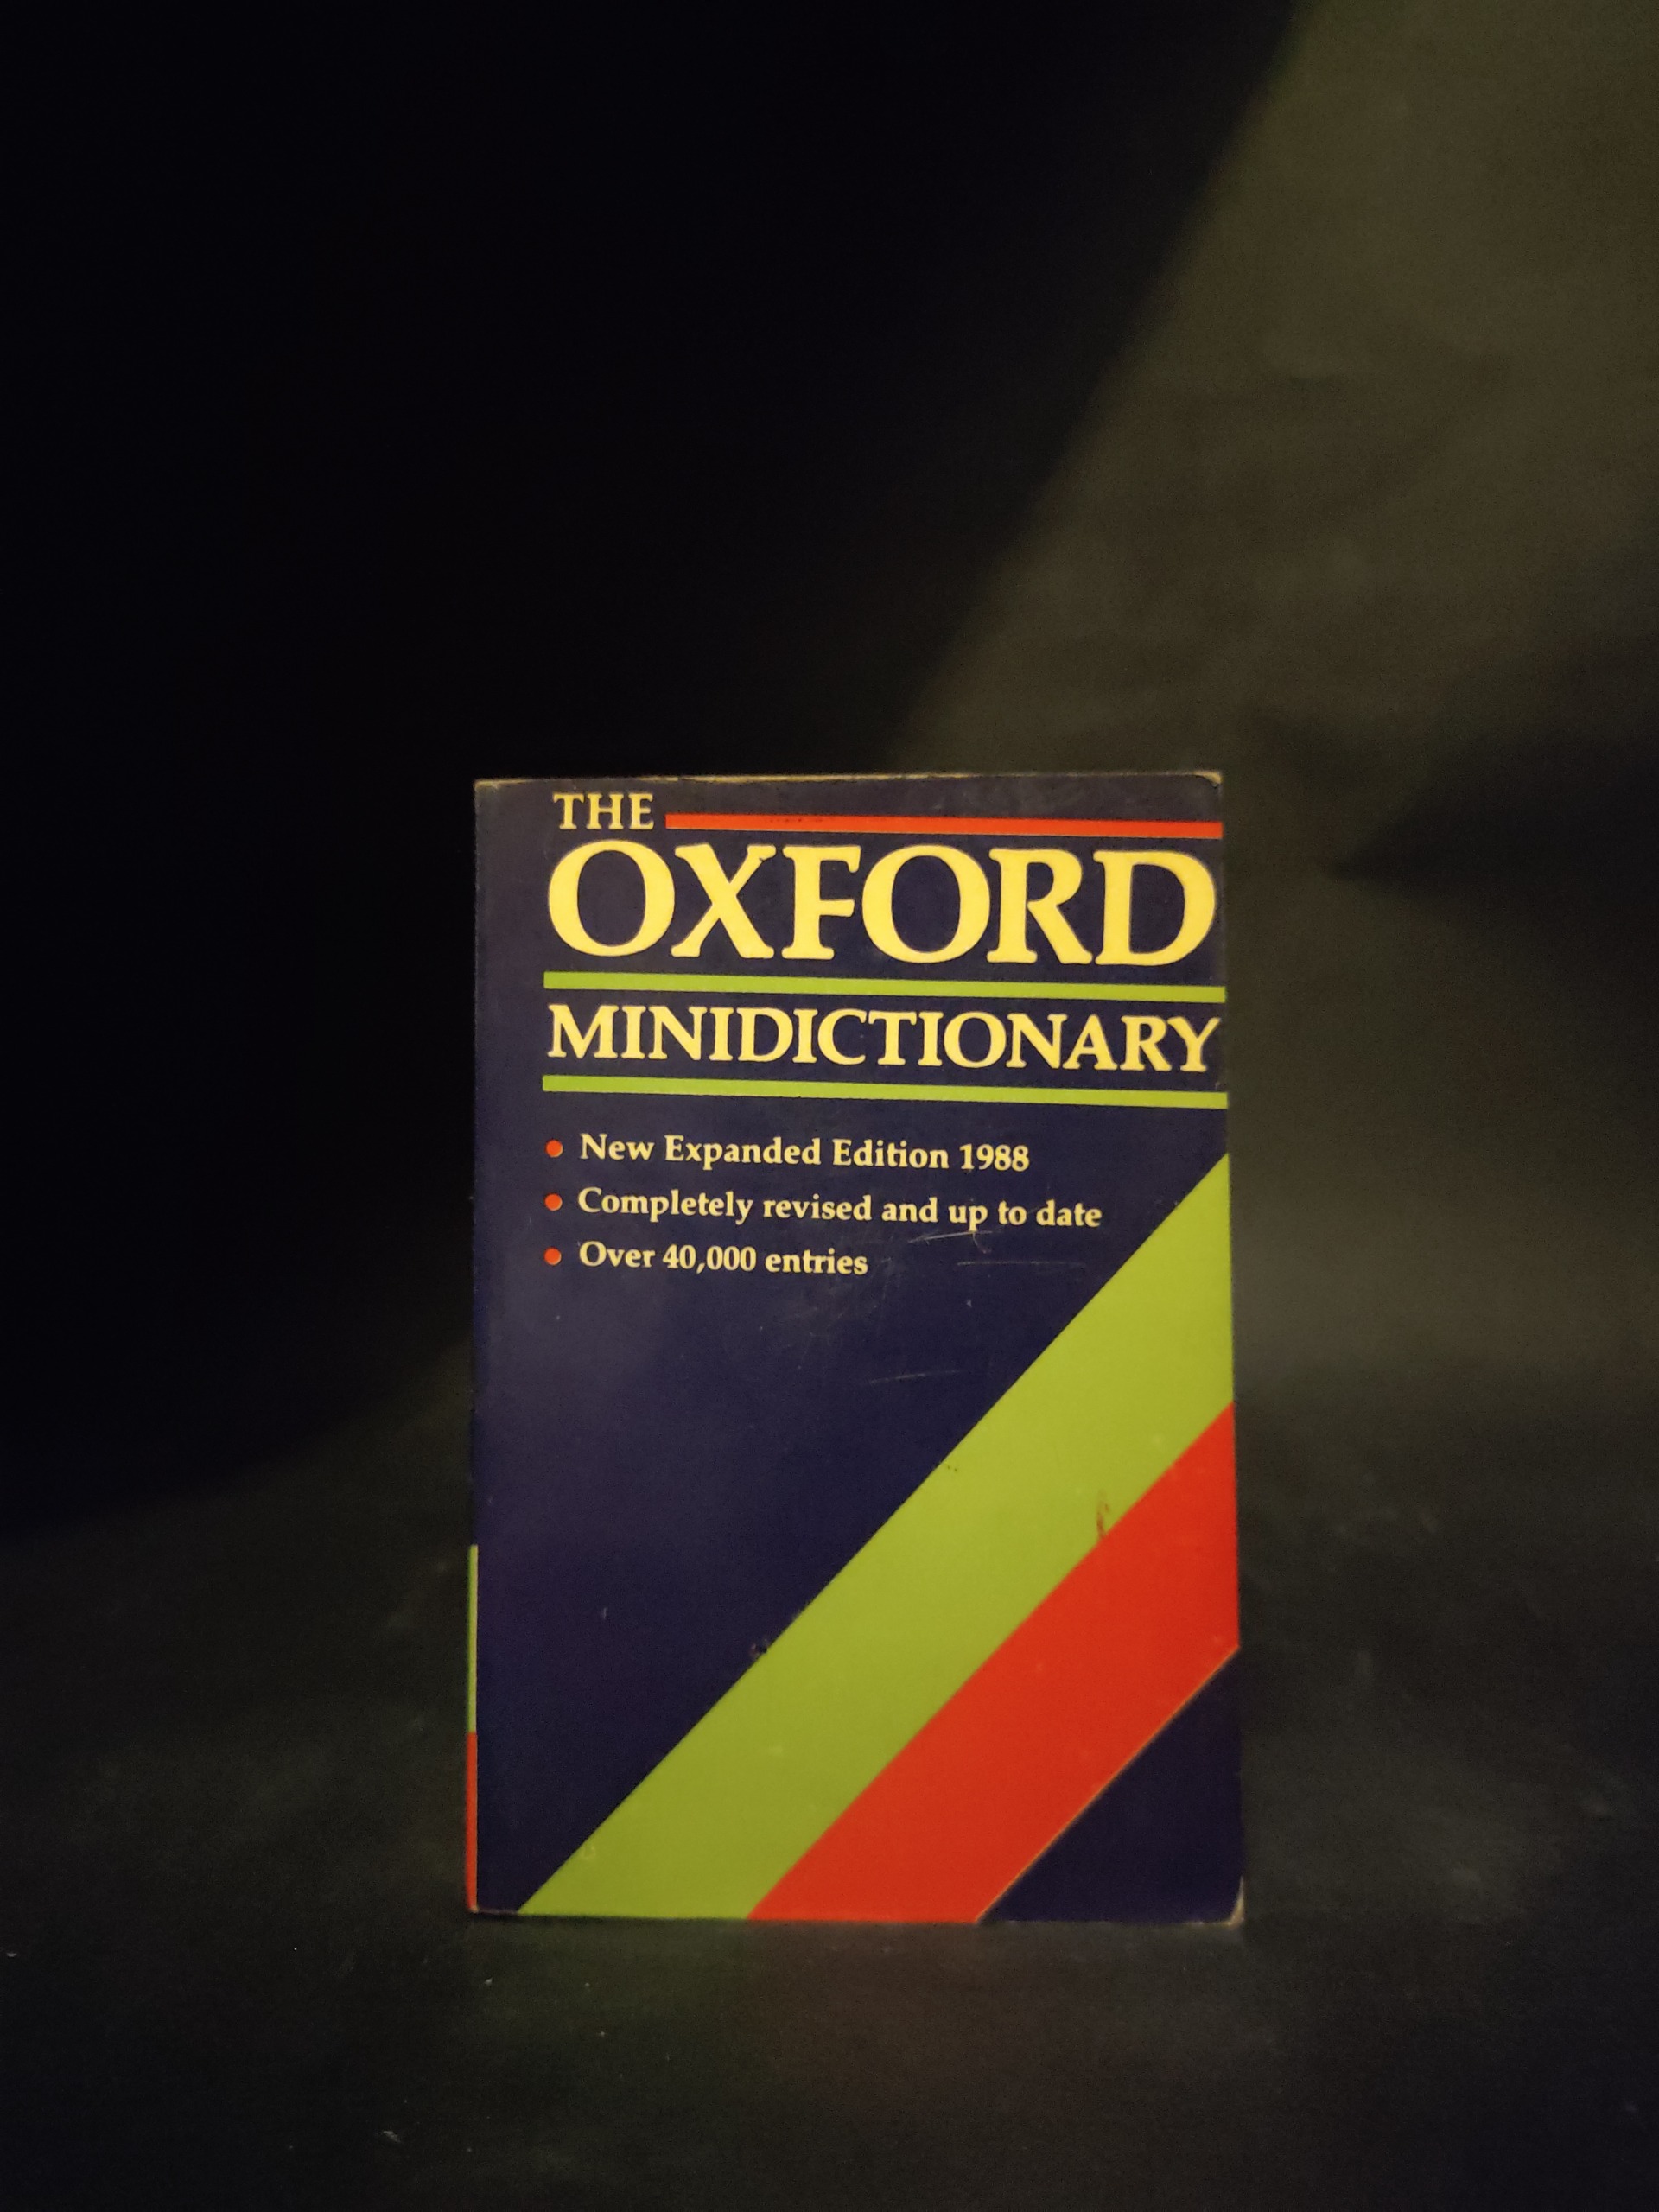 THE
OXFORD
MINIDICTIONARY
• New Expanded Edition 1988
• Completely revised and up to date
• Over 40,000 entries